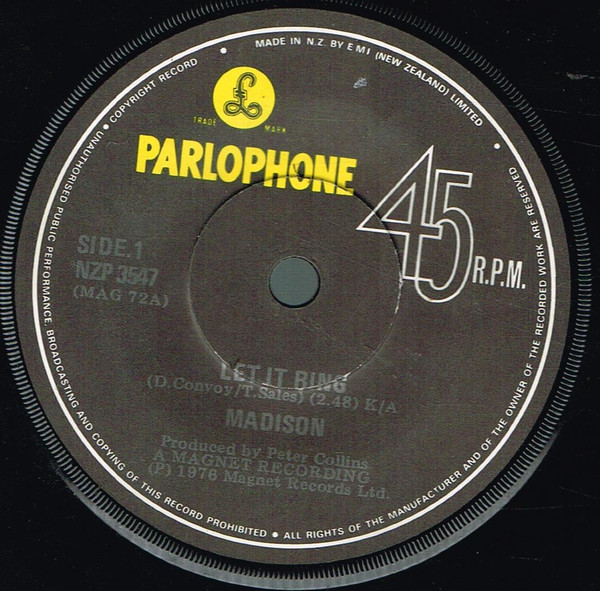 UNAUTHORISED PUBLIC PERFORMANCE, BROADCASTING AND COPYING OF THIS RECORD PROHIBITED • ALL RIGHTS OF THE MANUFACTURER AND OF THE OWNER OF THE RECORDED WORK ARE RESERVED
• COPYRIGHT RECORD • MADE IN N.Z. BY EMI (NEW ZEALAND) LIMITED •
£
TRADE MARK
PARLOPHONE
45 R.P.M.
SIDE.1
NZP 3547
(MAG 72A)
LET IT RING
(D.Convoy/T.Sales) (2.48) K/A
MADISON
Produced by Peter Collins
A MAGNET RECORDING
(P) 1976 Magnet Records Ltd.